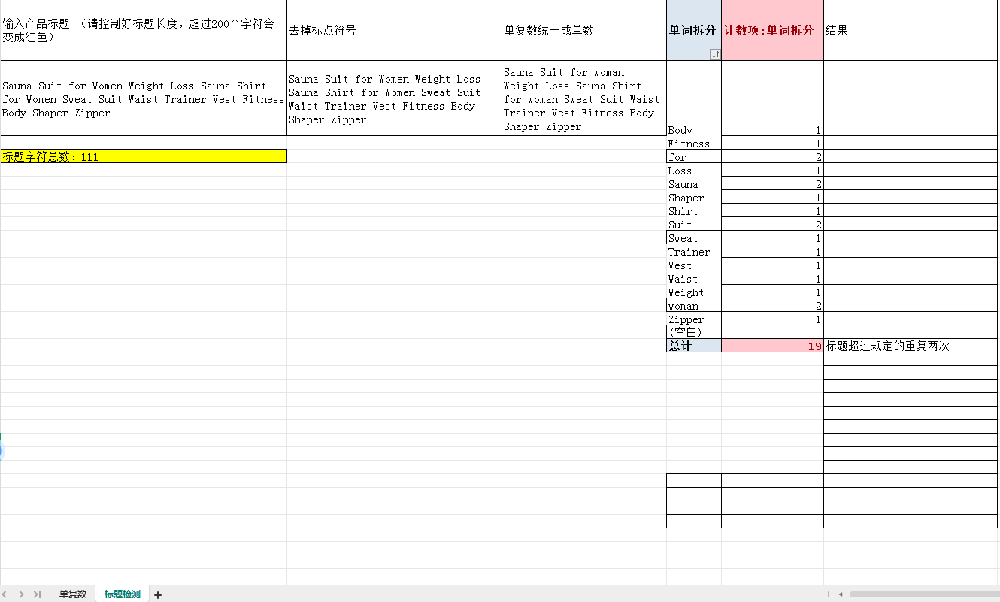 输入产品标题 （请控制好标题长度，超过200个字符会
变成红色）
去掉标点符号
单复数统一成单数
单词拆分
计数项:单词拆分
结果
Sauna Suit for Women Weight Loss Sauna Shirt
for Women Sweat Suit Waist Trainer Vest Fitness
Body Shaper Zipper
Sauna Suit for Women Weight Loss
Sauna Shirt for Women Sweat Suit
Waist Trainer Vest Fitness Body
Shaper Zipper
Sauna Suit for woman
Weight Loss Sauna Shirt
for woman Sweat Suit Waist
Trainer Vest Fitness Body
Shaper Zipper
Body 1
Fitness 1
标题字符总数：111
for 2
Loss 1
Sauna 2
Shaper 1
Shirt 1
Suit 2
Sweat 1
Trainer 1
Vest 1
Waist 1
Weight 1
woman 2
Zipper 1
(空白)
总计 19 标题超过规定的重复两次
单复数 标题检测 +